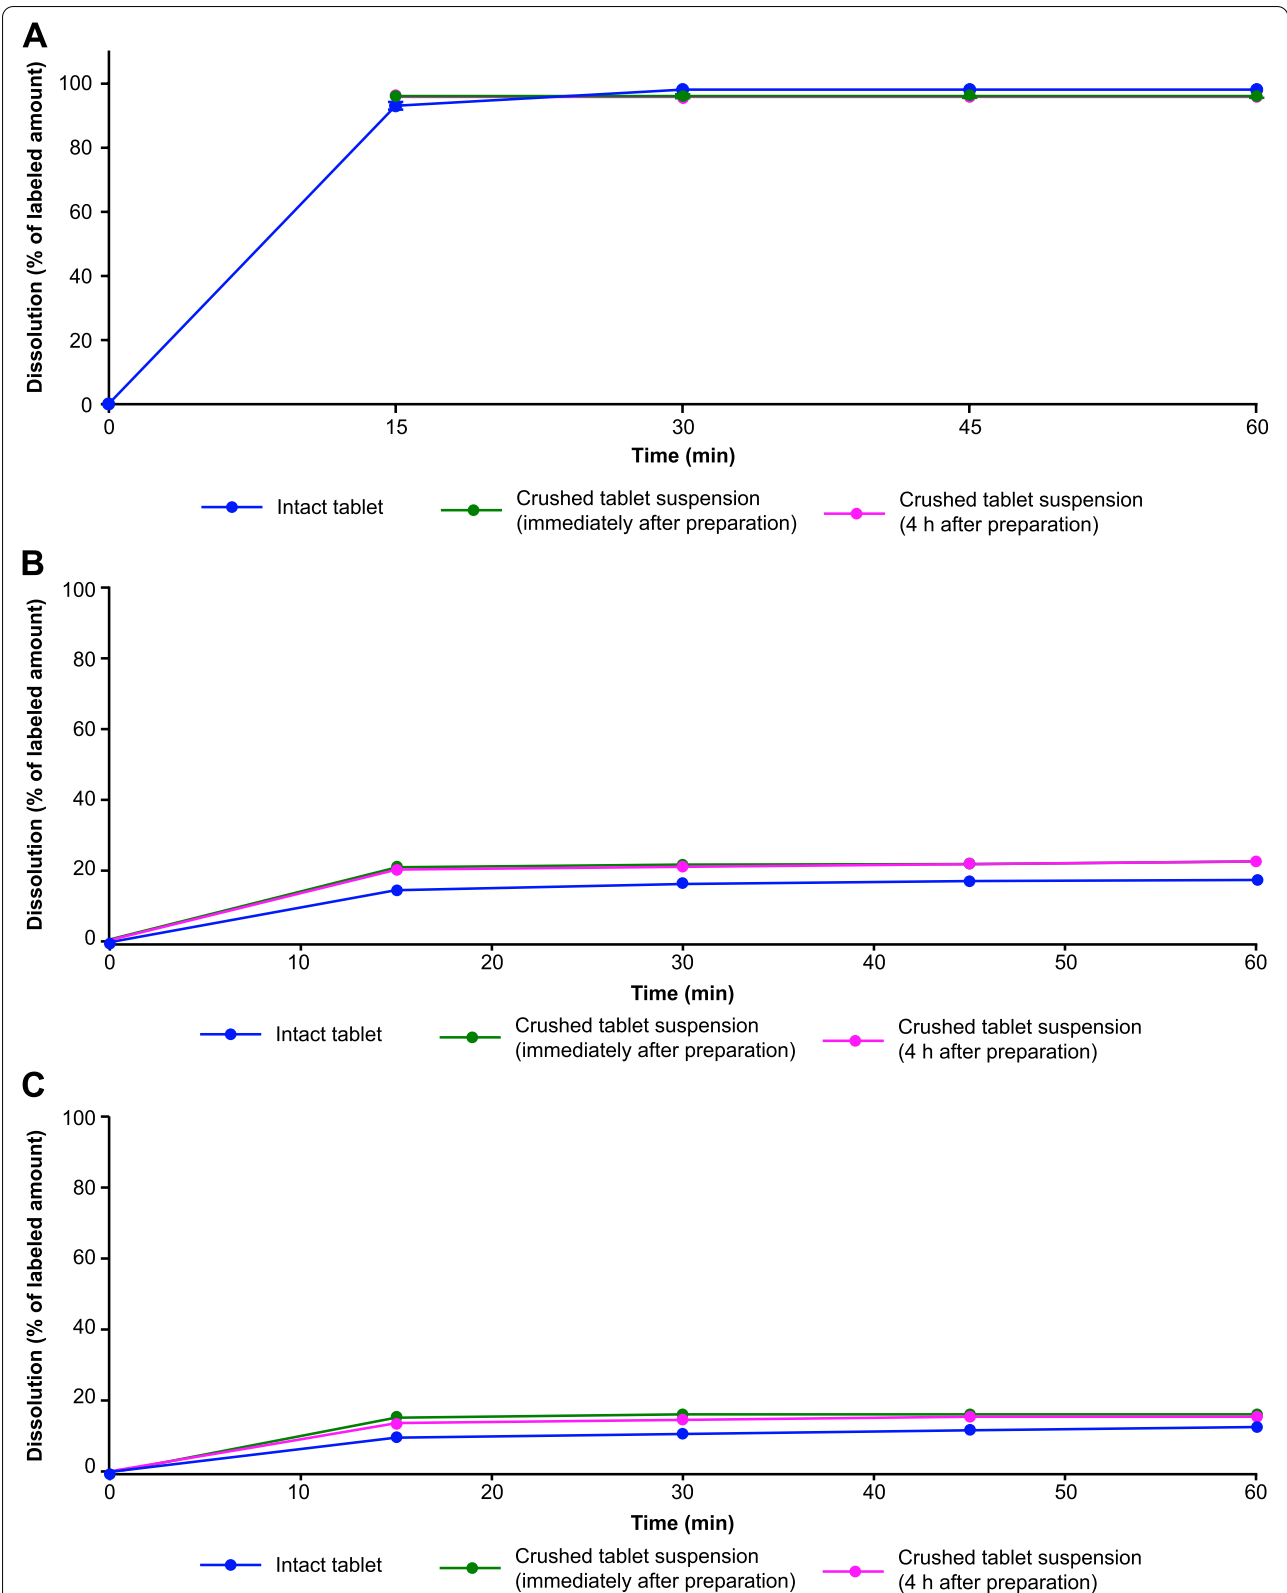 A
Dissolution (% of labeled amount)
100
80
60
40
20
0
0 15 30 45 60
Time (min)
Intact tablet
Crushed tablet suspension
(immediately after preparation)
Crushed tablet suspension
(4 h after preparation)
B
Dissolution (% of labeled amount)
100
80
60
40
20
0
0 10 20 30 40 50 60
Time (min)
Intact tablet
Crushed tablet suspension
(immediately after preparation)
Crushed tablet suspension
(4 h after preparation)
C
Dissolution (% of labeled amount)
100
80
60
40
20
0
0 10 20 30 40 50 60
Time (min)
Intact tablet
Crushed tablet suspension
(immediately after preparation)
Crushed tablet suspension
(4 h after preparation)